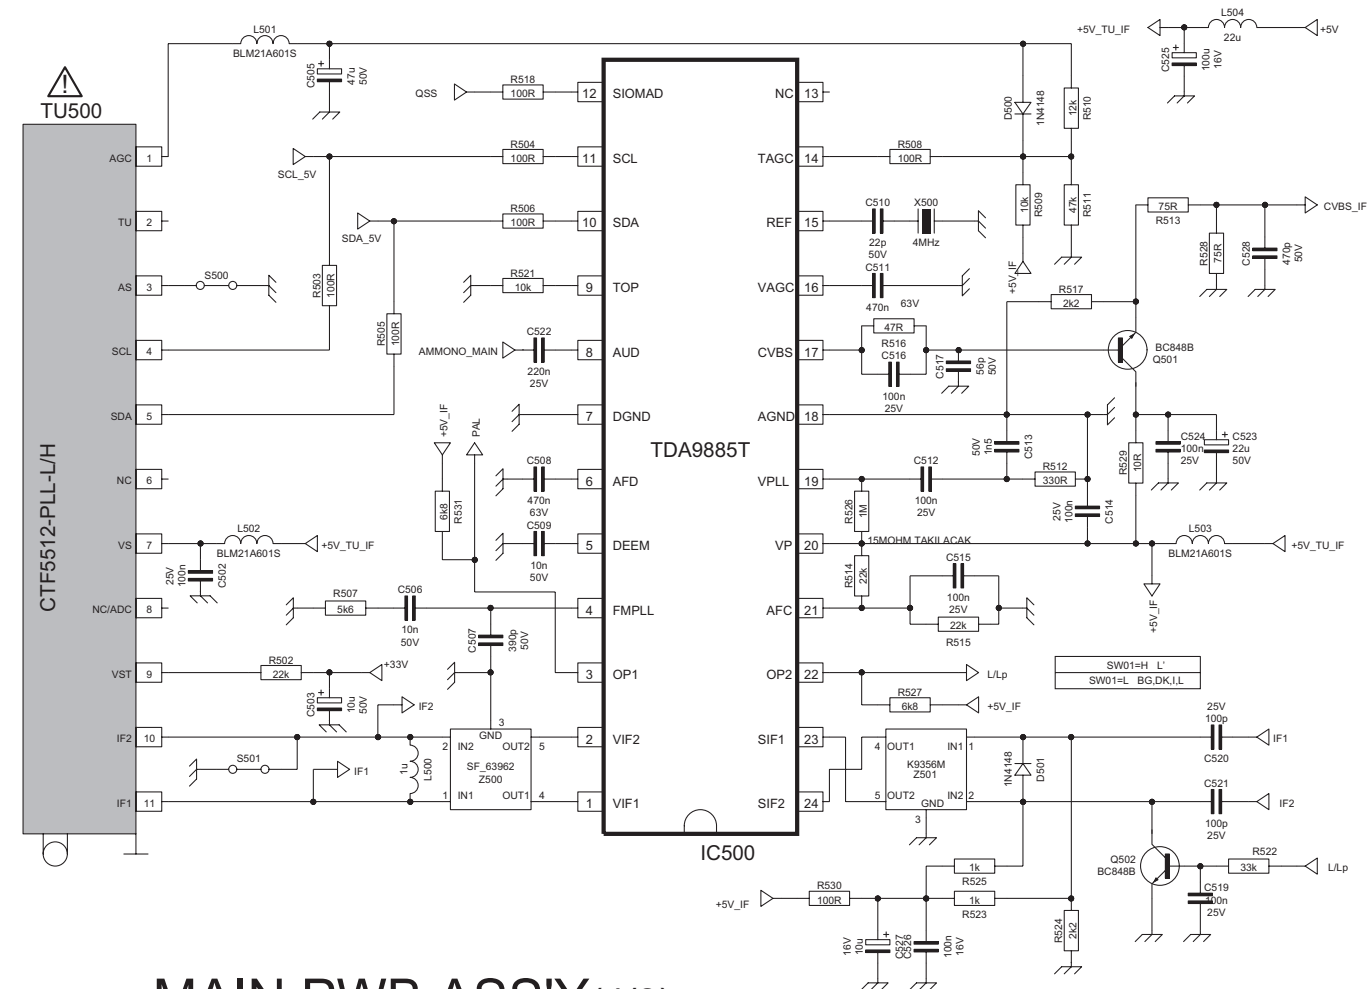 L501
BLM21A601S
C505
47u
50V
QSS
R518
100R
12
SIOMAD
NC
13
D500
1N4148
12k
R510
L504
+5V_TU_IF
+5V
22u
C525
100u
16V
TU500
AGC
1
SCL_5V
R504
100R
11
SCL
TAGC
14
R508
100R
TU
2
SDA_5V
R506
100R
10
SDA
REF
15
C510
22p
50V
X500
4MHz
10k
R509
47k
R511
75R
R513
CVBS_IF
R528
75R
C528
470p
50V
AS
3
S500
R503
100R
R521
10k
9
TOP
VAGC
16
C511
470n
63V
+5V_IF
R517
2k2
R505
100R
SCL
4
AMMONO_MAIN
C522
220n
25V
8
AUD
CVBS
17
47R
R516
C516
100n
25V
C517
56p
50V
BC848B
Q501
SDA
5
+5V_IF
PAL
7
DGND
TDA9885T
AGND
18
50V
1n5
C513
R529
10R
C524
100n
25V
C523
22u
50V
CTF5512-PLL-L/H
NC
6
6k8
R531
C508
470n
63V
6
AFD
VPLL
19
C512
100n
25V
R512
330R
R526
1M
25V
100n
C514
VS
7
L502
BLM21A601S
+5V_TU_IF
25V
100n
C502
C509
10n
50V
5
DEEM
VP
20
15MOHM TAKILACAK
L503
BLM21A601S
+5V_TU_IF
R514
22k
C515
100n
25V
22k
R515
+5V_IF
NC/ADC
8
R507
5k6
C506
10n
50V
4
FMPLL
AFC
21
C507
390p
50V
VST
9
R502
22k
+33V
C503
10u
50V
3
OP1
OP2
22
L/Lp
R527
6k8
+5V_IF
SW01=H L'
SW01=L BG,DK,I,L
IF2
10
IF2
3
GND
2
IN2
OUT2
5
SF_63962
Z500
1
IN1
OUT1
4
2
VIF2
SIF1
23
4
OUT1
IN1
1
K9356M
Z501
5
OUT2
IN2
2
GND
3
1N4148
D501
25V
100p
C520
IF1
S501
1u
L500
IF1
IF1
11
1
VIF1
SIF2
24
C521
100p
25V
IF2
IC500
Q502
BC848B
R522
33k
L/Lp
C519
100n
25V
1k
R525
+5V_IF
R530
100R
1k
R523
R524
2k2
16V
10u
C527
C526
100n
16V